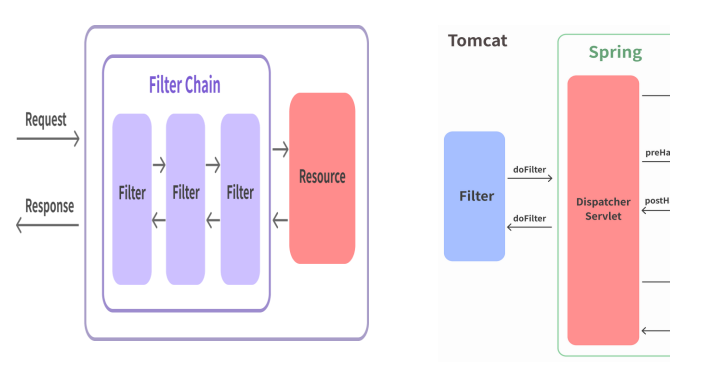 Filter Chain
Request
Response
Filter
Filter
Filter
Resource
Tomcat
Spring
Filter
doFilter
doFilter
Dispatcher
Servlet
preHa
postH